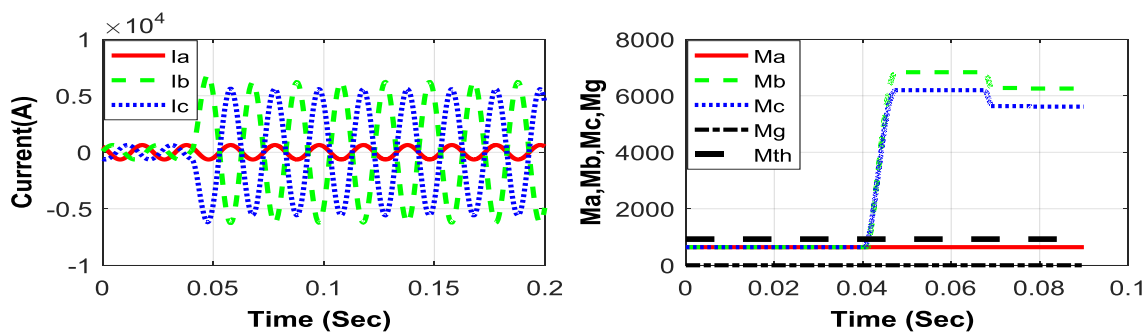 ×10⁴
1
0.5
0
-0.5
-1
Current(A)
Ia
Ib
Ic
0
0.05
0.1
0.15
0.2
Time (Sec)
8000
6000
4000
2000
0
Ma,Mb,Mc,Mg
Ma
Mb
Mc
Mg
Mth
0
0.02
0.04
0.06
0.08
0.1
Time (Sec)